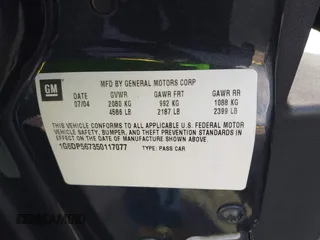 GM
MFD BY GENERAL MOTORS CORP
DATE GVWR GAWR FRT GAWR RR
07/04 2080 KG 992 KG 1088 KG
4586 LB 2187 LB 2399 LB
THIS VEHICLE CONFORMS TO ALL APPLICABLE U.S. FEDERAL MOTOR
VEHICLE SAFETY, BUMPER, AND THEFT PREVENTION STANDARDS
IN EFFECT ON THE DATE OF MANUFACTURE SHOWN ABOVE.
1G6DP567350117077 TYPE: PASS CAR